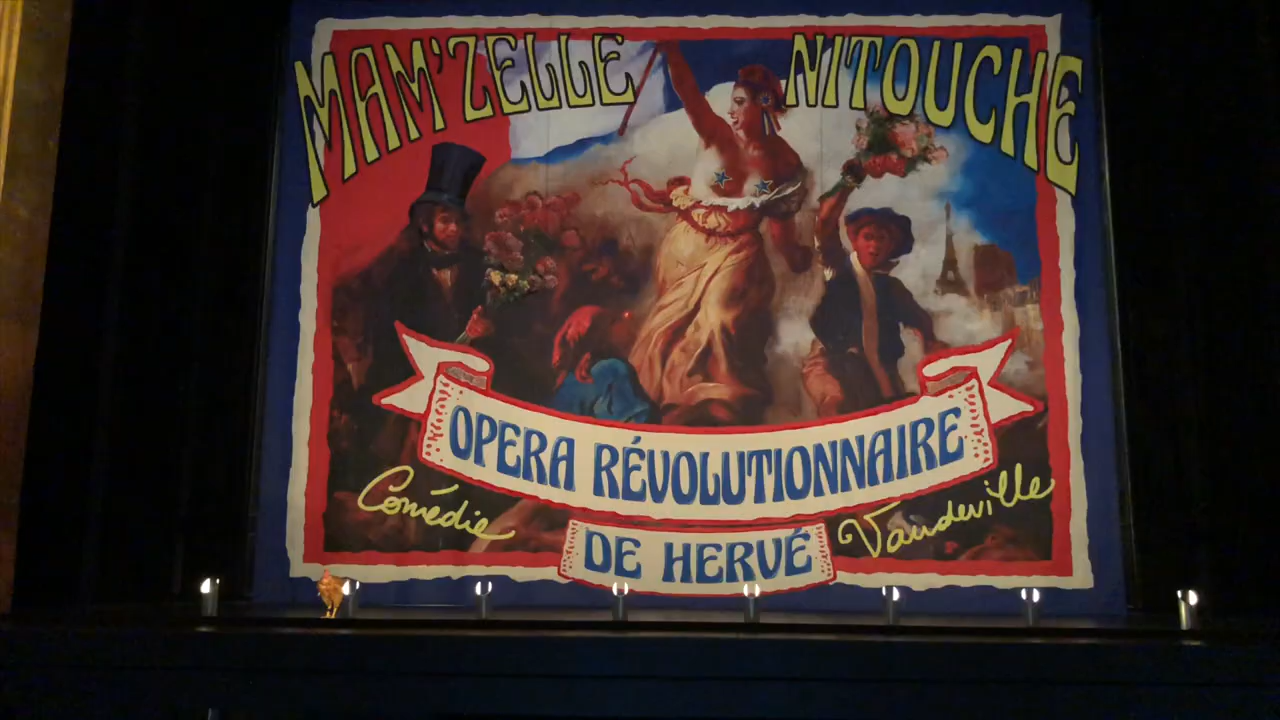 MAM'ZELLE NITOUCHE
OPERA RÉVOLUTIONNAIRE
Comédie
Vaudeville
DE HERVÉ